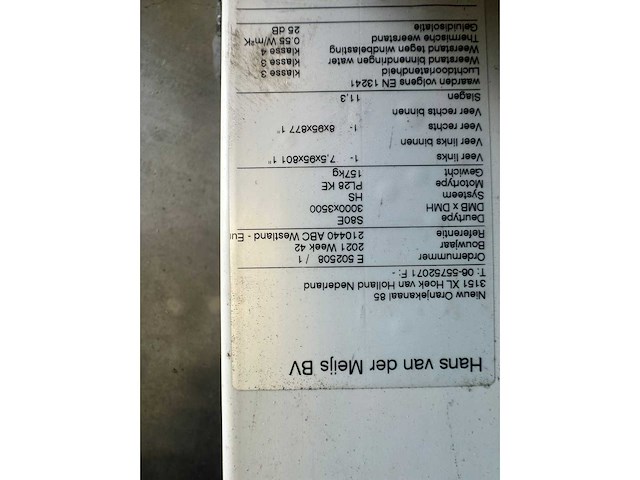 Hans van der Meijs BV
Nieuw Oranjekanaal 85
3151 XL Hoek van Holland Nederland
T: 06-55752071 F: -
Ordernummer E 502508 / 1
Bouwjaar 2021 Week 42
Referentie 210440 ABC Westland - Eur
Deurtype S80E
DMB x DMH 3000x3500
Systeem HS
Motortype PL28 KE
Gewicht 157kg
Veer links 1- 7,5x95x801 1"
Veer links binnen
Veer rechts 1- 8x95x877 1"
Veer rechts binnen
Slagen 11,3
waarden volgens EN 13241
Luchtdoorlatendheid klasse 3
Weerstand binnendringen water klasse 3
Weerstand tegen windbelasting klasse 4
Thermische weerstand 0.55 W/m²K
Geluidisolatie 25 dB